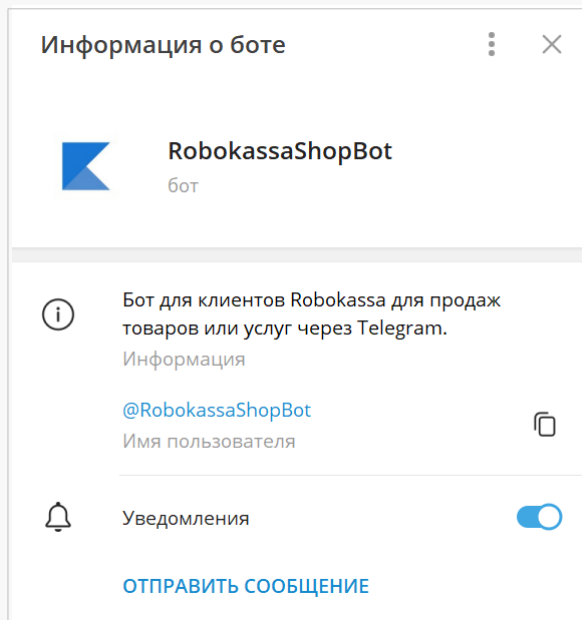 Информация о боте
RobokassaShopBot
бот
Бот для клиентов Robokassa для продаж
товаров или услуг через Telegram.
Информация
@RobokassaShopBot
Имя пользователя
Уведомления
ОТПРАВИТЬ СООБЩЕНИЕ